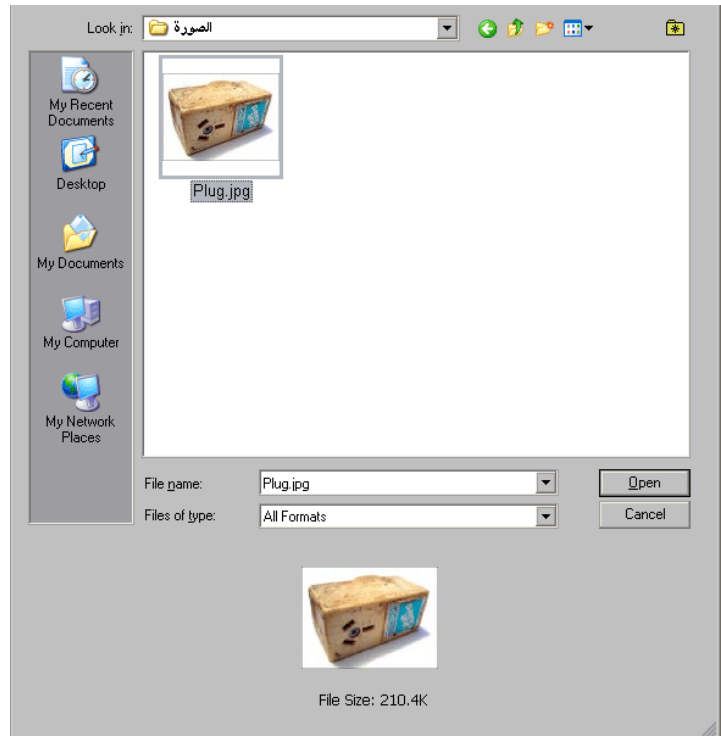 Look in: الصورة
My Recent
Documents
Desktop
My Documents
My Computer
My Network
Places
Plug.jpg
File name: Plug.jpg Open
Files of type: All Formats Cancel
File Size: 210.4K